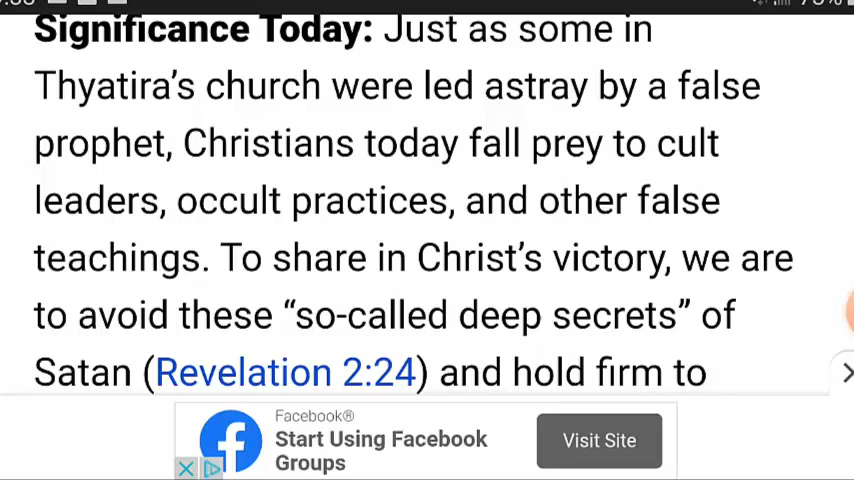 Significance Today: Just as some in
Thyatira’s church were led astray by a false
prophet, Christians today fall prey to cult
leaders, occult practices, and other false
teachings. To share in Christ’s victory, we are
to avoid these “so-called deep secrets” of
Satan (Revelation 2:24) and hold firm to
Facebook®
Start Using Facebook
Groups
Visit Site